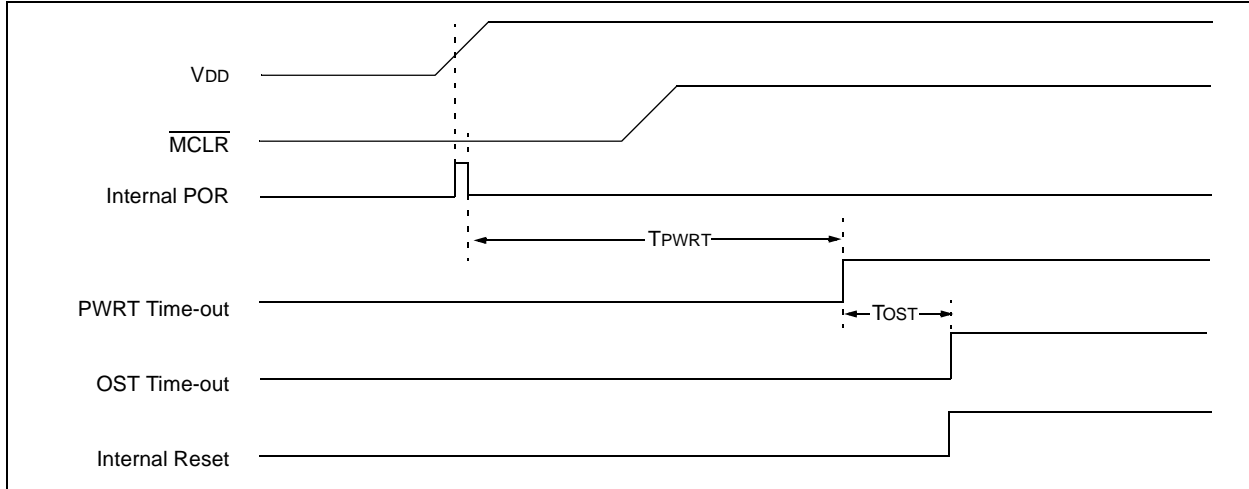 VDD
MCLR
Internal POR
TPWRT
PWRT Time-out
TOST
OST Time-out
Internal Reset